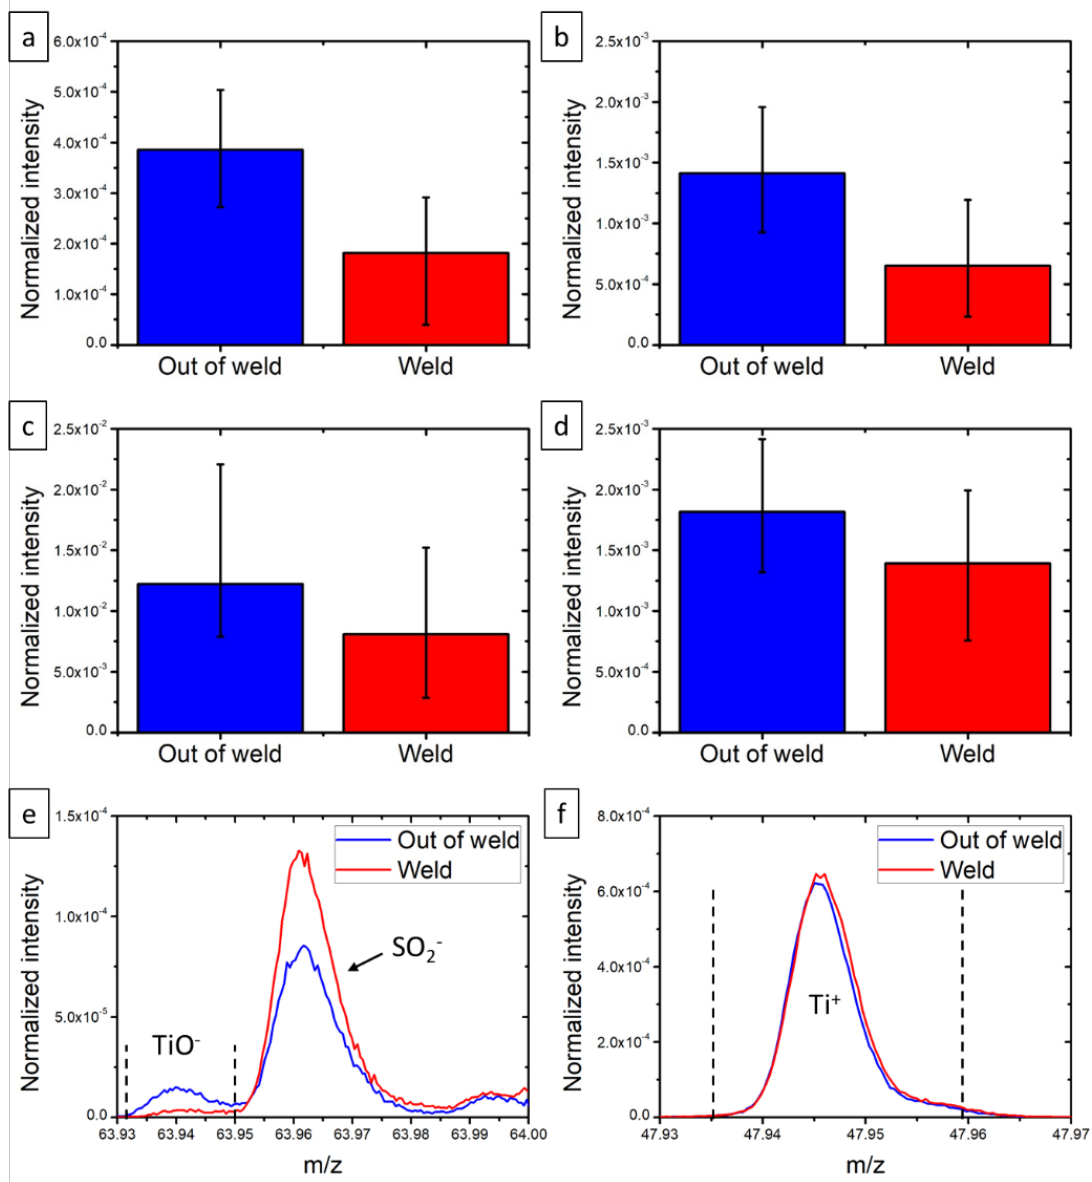 a
6.0x10-4
5.0x10-4
4.0x10-4
3.0x10-4
2.0x10-4
1.0x10-4
0.0
Normalized intensity
Out of weld
Weld
b
2.5x10-3
2.0x10-3
1.5x10-3
1.0x10-3
5.0x10-4
0.0
Normalized intensity
Out of weld
Weld
c
2.5x10-2
2.0x10-2
1.5x10-2
1.0x10-2
5.0x10-3
0.0
Normalized intensity
Out of weld
Weld
d
2.5x10-3
2.0x10-3
1.5x10-3
1.0x10-3
5.0x10-4
0.0
Normalized intensity
Out of weld
Weld
e
1.5x10-4
1.0x10-4
5.0x10-5
0.0
Normalized intensity
Out of weld
Weld
SO2-
TiO-
63.93 63.94 63.95 63.96 63.97 63.98 63.99 64.00
m/z
f
8.0x10-4
6.0x10-4
4.0x10-4
2.0x10-4
0.0
Normalized intensity
Out of weld
Weld
Ti+
47.93 47.94 47.95 47.96 47.97
m/z